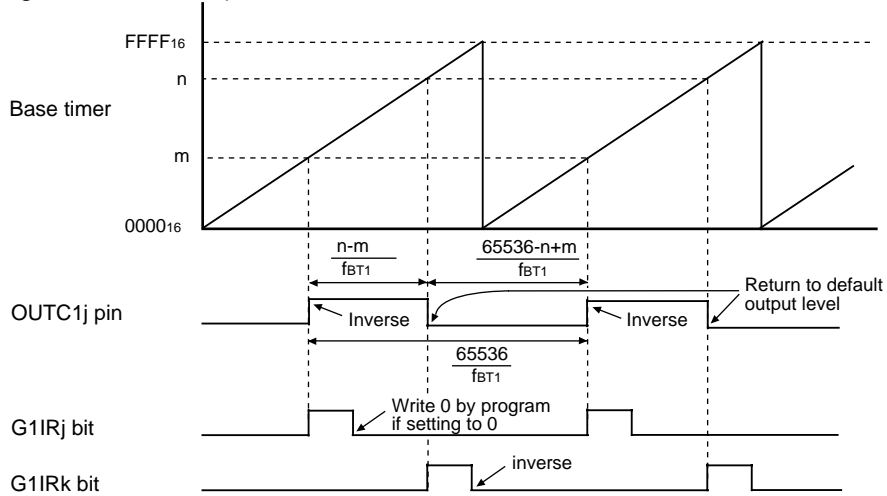 FFFF16
n
Base timer
m
000016
n-m
fBT1
65536-n+m
fBT1
Return to default
output level
OUTC1j pin
Inverse
Inverse
65536
fBT1
Write 0 by program
if setting to 0
G1IRj bit
inverse
G1IRk bit